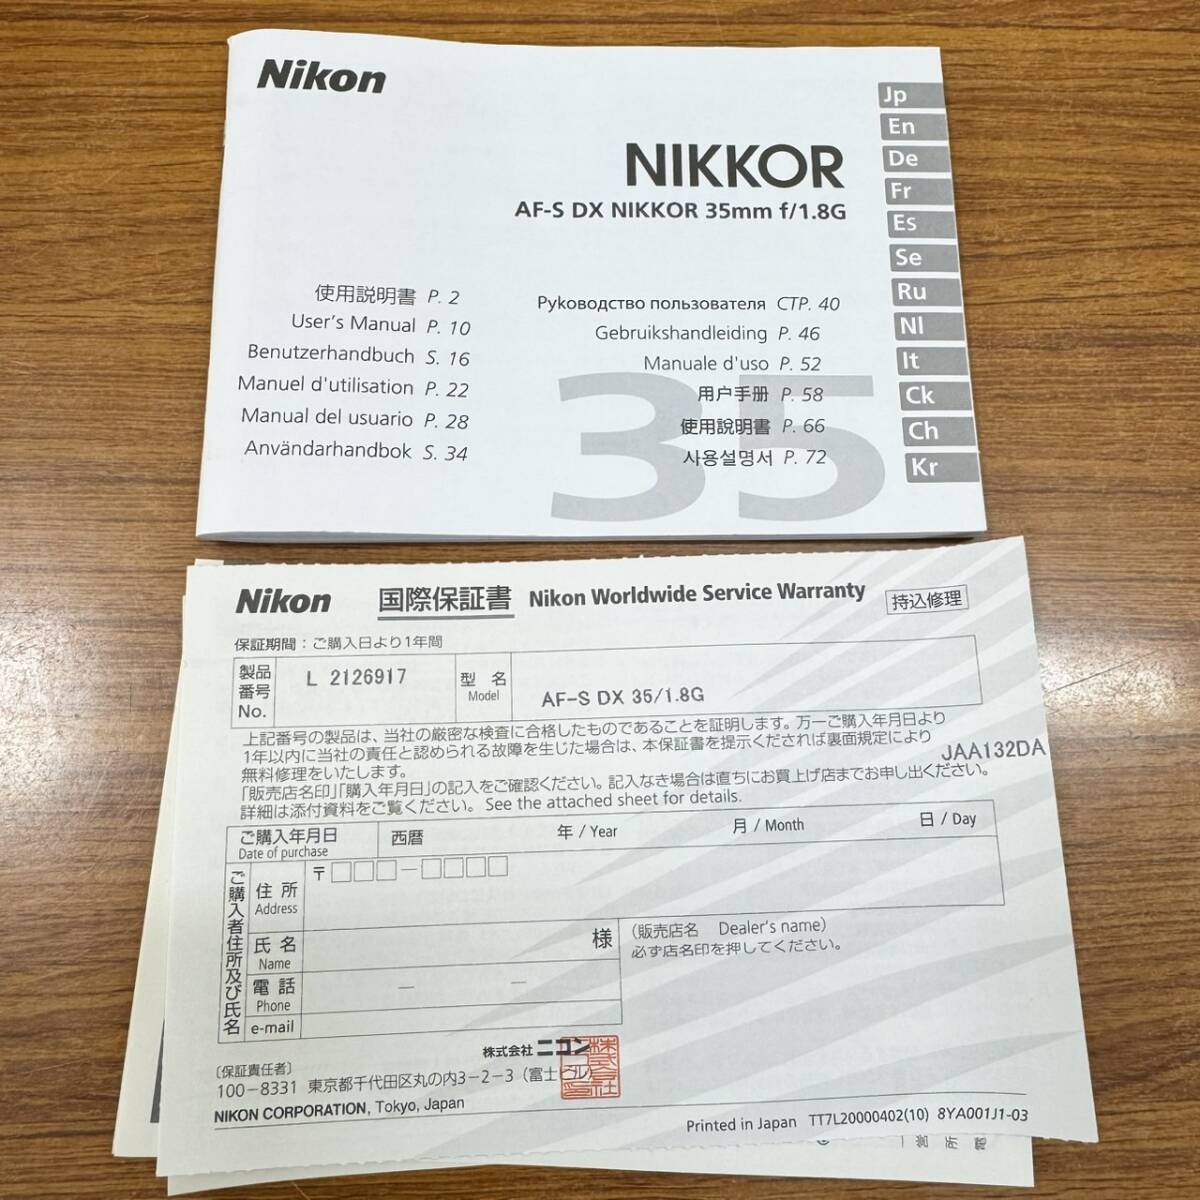 Nikon
NIKKOR
AF-S DX NIKKOR 35mm f/1.8G
使用説明書 P. 2
User's Manual P. 10
Benutzerhandbuch S. 16
Manuel d'utilisation P. 22
Manual del usuario P. 28
Användarhandbok S. 34
Руководство пользователя СТР. 40
Gebruikshandleiding P. 46
Manuale d'uso P. 52
用户手册 P. 58
使用說明書 P. 66
사용설명서 P. 72
35
Jp
En
De
Fr
Es
Se
Ru
Nl
It
Ck
Ch
Kr
Nikon 国際保証書 Nikon Worldwide Service Warranty 持込修理
保証期間：ご購入日より1年間
製品番号 No. L 2126917 型 名 Model AF-S DX 35/1.8G
上記番号の製品は、当社の厳密な検査に合格したものであることを証明します。万一ご購入年月日より
1年以内に当社の責任と認められる故障を生じた場合は、本保証書を提示くだされば裏面規定により
JAA132DA
無料修理をいたします。
「販売店名印」「購入年月日」の記入をご確認ください。記入なき場合は直ちにお買上げ店までお申し出ください。
詳細は添付資料をご覧ください。See the attached sheet for details.
ご購入年月日 西暦 年 / Year 月 / Month 日 / Day
Date of purchase
ご購入者住所及び氏名
住 所 〒□□□－□□□□
Address
氏 名 様
Name
電 話 － －
Phone
e-mail
(販売店名 Dealer's name)
必ず店名印を押してください。
株式会社 ニコン
〔保証責任者〕
100－8331 東京都千代田区丸の内3－2－3（富士ビル）
NIKON CORPORATION, Tokyo, Japan
Printed in Japan TT7L20000402(10) 8YA001J1-03
営 所 電